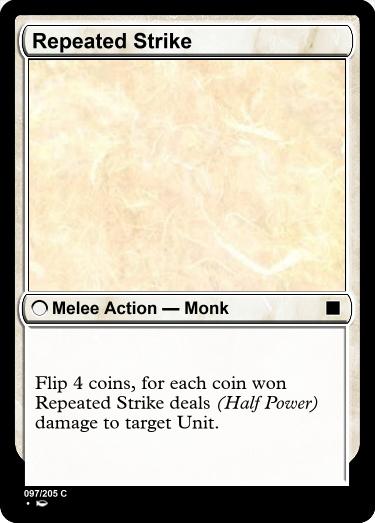 Repeated Strike
Melee Action — Monk
Flip 4 coins, for each coin won
Repeated Strike deals (Half Power)
damage to target Unit.
097/205 C